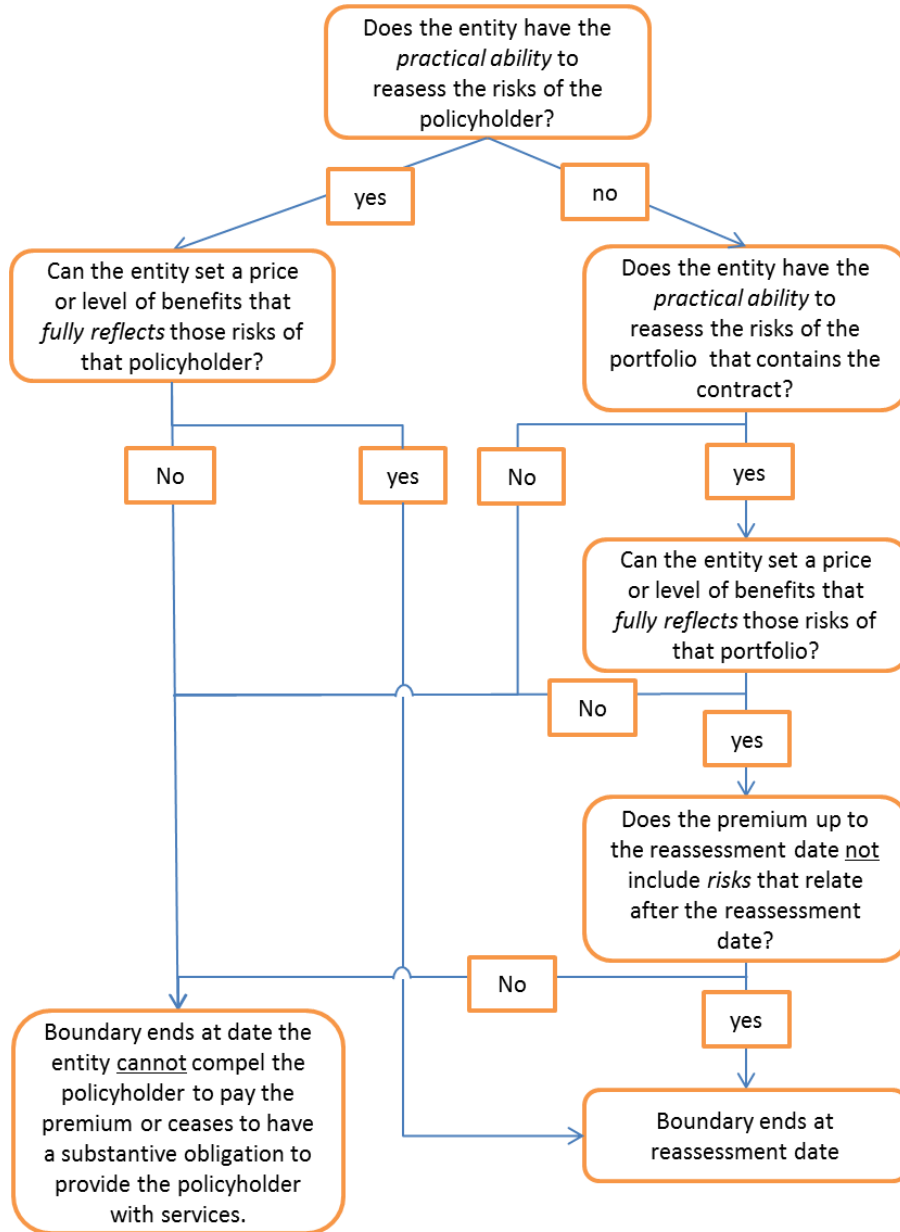 Does the entity have the
practical ability to
reasess the risks of the
policyholder?
yes
no
Can the entity set a price
or level of benefits that
fully reflects those risks of
that policyholder?
Does the entity have the
practical ability to
reasess the risks of the
portfolio that contains the
contract?
No
yes
No
yes
Can the entity set a price
or level of benefits that
fully reflects those risks of
that portfolio?
No
yes
Does the premium up to
the reassessment date not
include risks that relate
after the reassessment
date?
No
yes
Boundary ends at date the
entity cannot compel the
policyholder to pay the
premium or ceases to have
a substantive obligation to
provide the policyholder
with services.
Boundary ends at
reassessment date